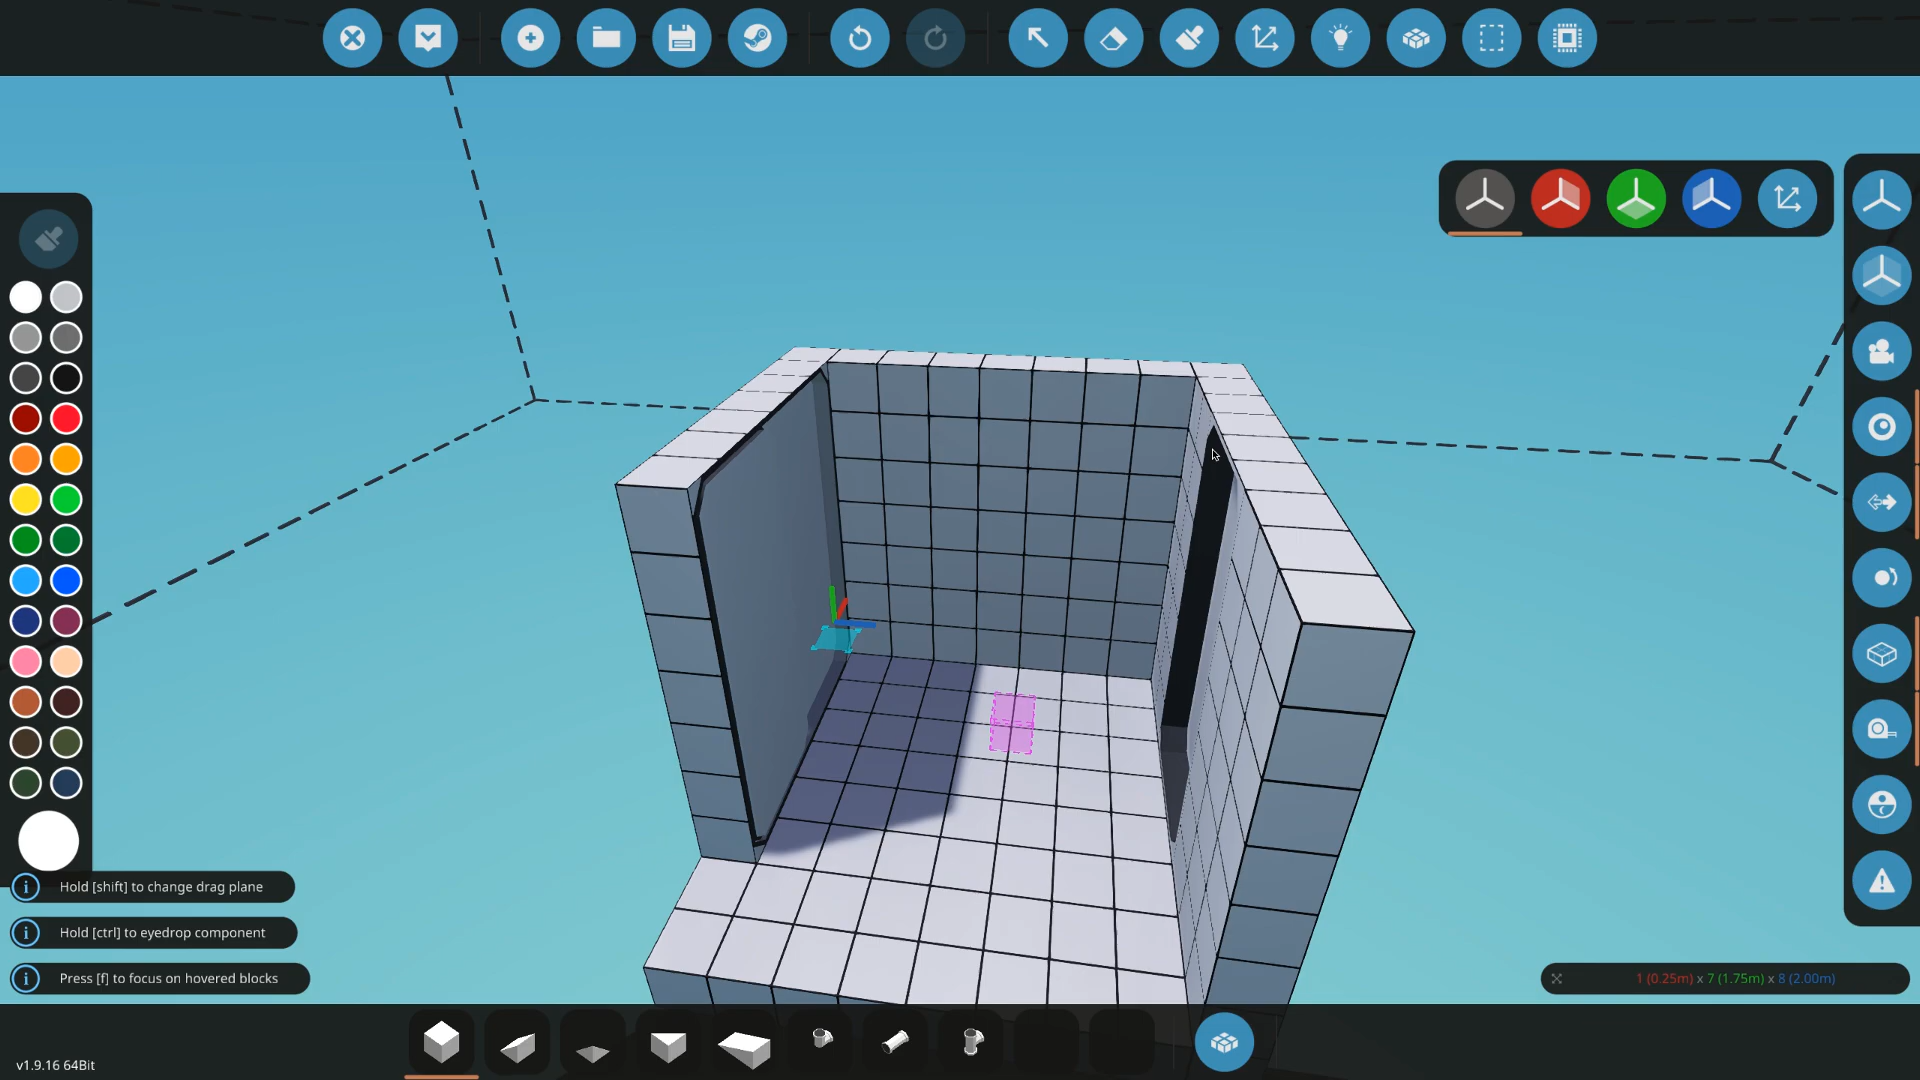 Hold [shift] to change drag plane
Hold [ctrl] to eyedrop component
Press [f] to focus on hovered blocks
1 (0.25m) x 7 (1.75m) x 8 (2.00m)
v1.9.16 64Bit